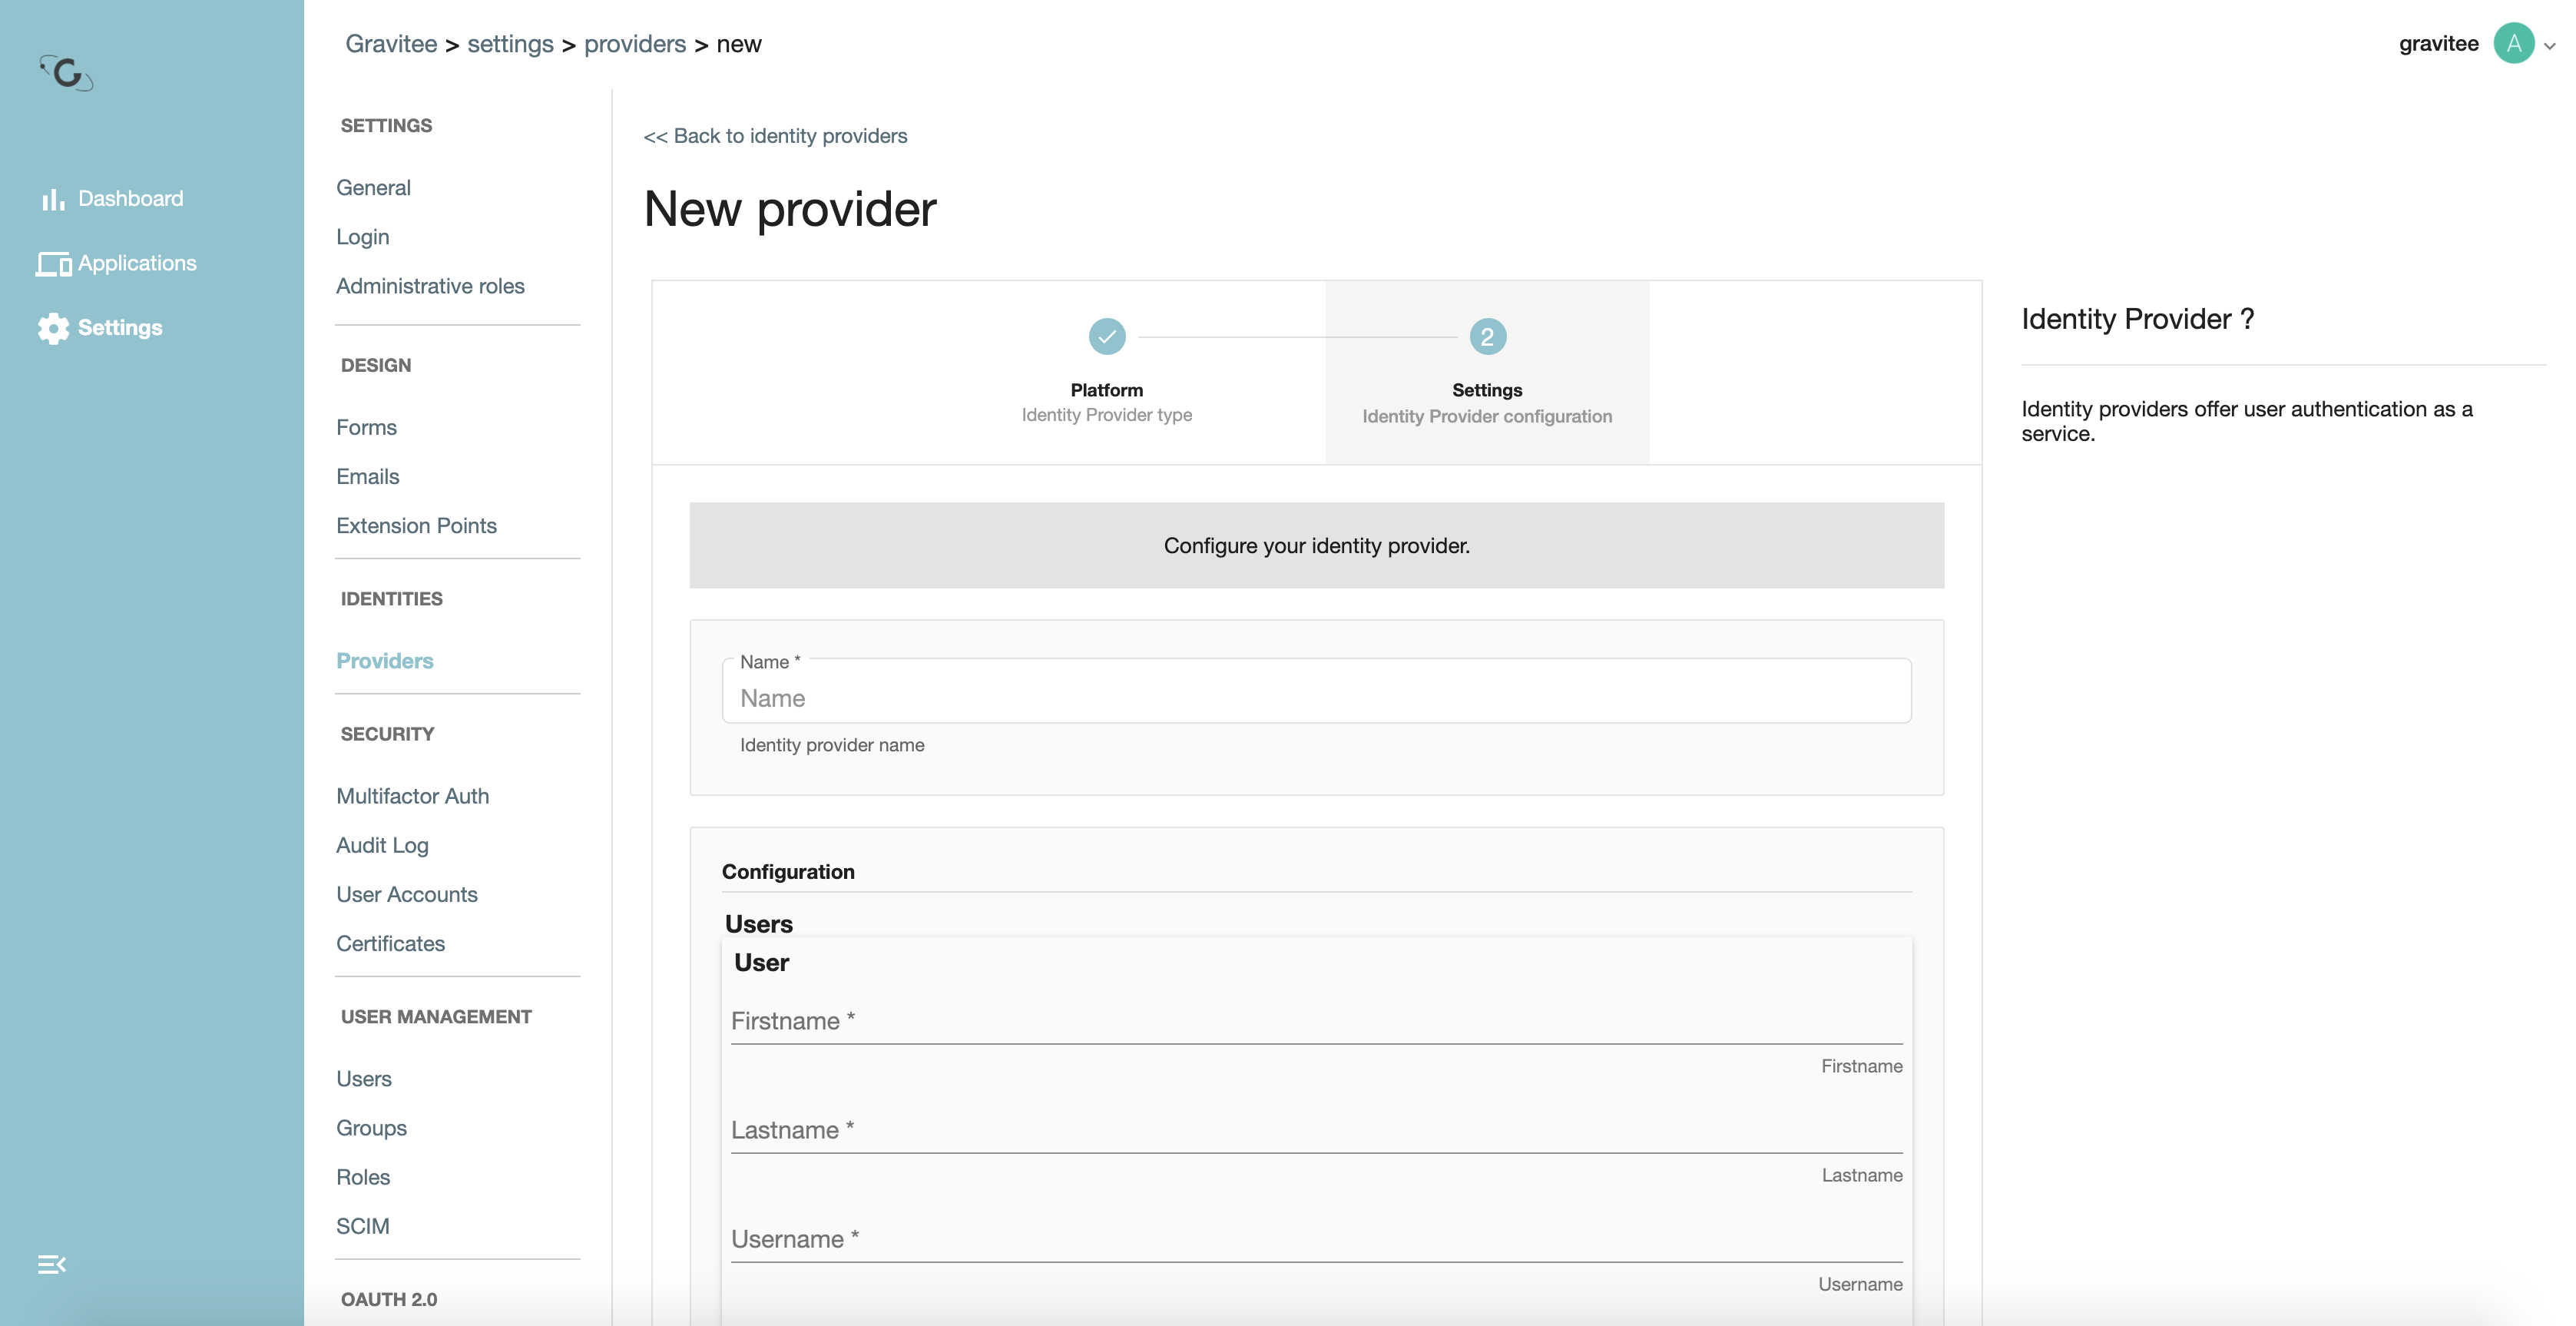 Gravitee > settings > providers > new
gravitee
A
Dashboard
Applications
Settings
SETTINGS
General
Login
Administrative roles
DESIGN
Forms
Emails
Extension Points
IDENTITIES
Providers
SECURITY
Multifactor Auth
Audit Log
User Accounts
Certificates
USER MANAGEMENT
Users
Groups
Roles
SCIM
OAUTH 2.0
<< Back to identity providers
New provider
Platform
Identity Provider type
2
Settings
Identity Provider configuration
Configure your identity provider.
Name *
Name
Identity provider name
Configuration
Users
User
Firstname *
Firstname
Lastname *
Lastname
Username *
Username
Identity Provider ?
Identity providers offer user authentication as a
service.